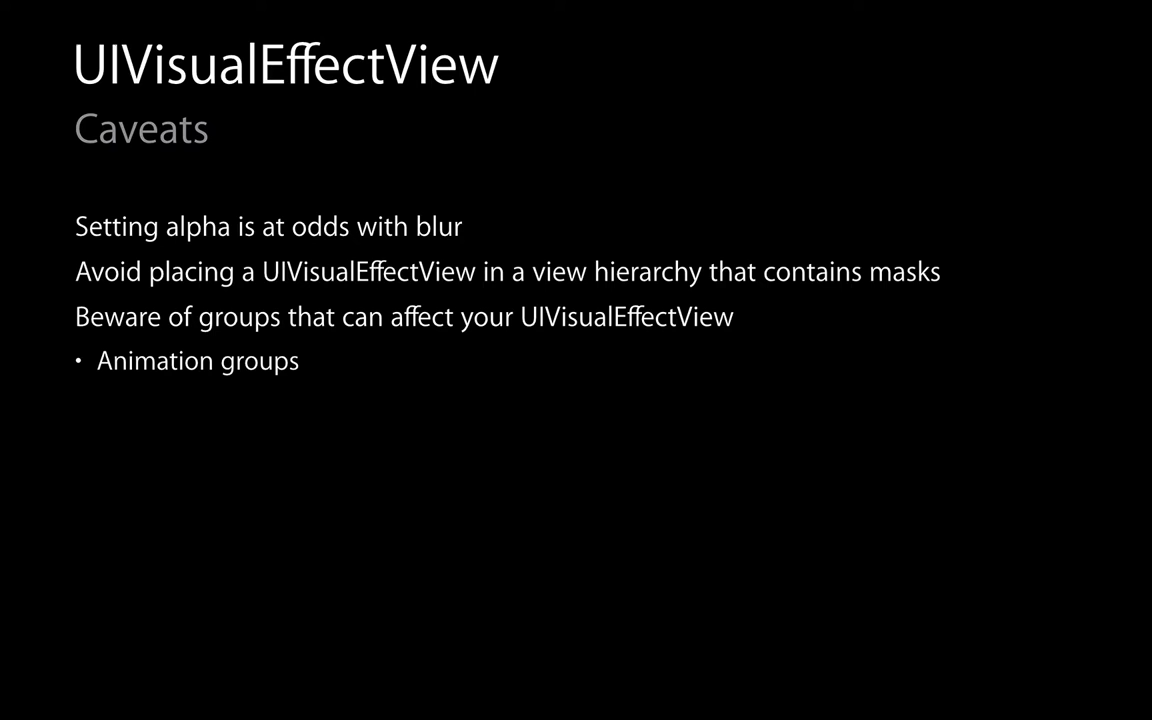 UIVisualEffectView
Caveats
Setting alpha is at odds with blur
Avoid placing a UIVisualEffectView in a view hierarchy that contains masks
Beware of groups that can affect your UIVisualEffectView
• Animation groups